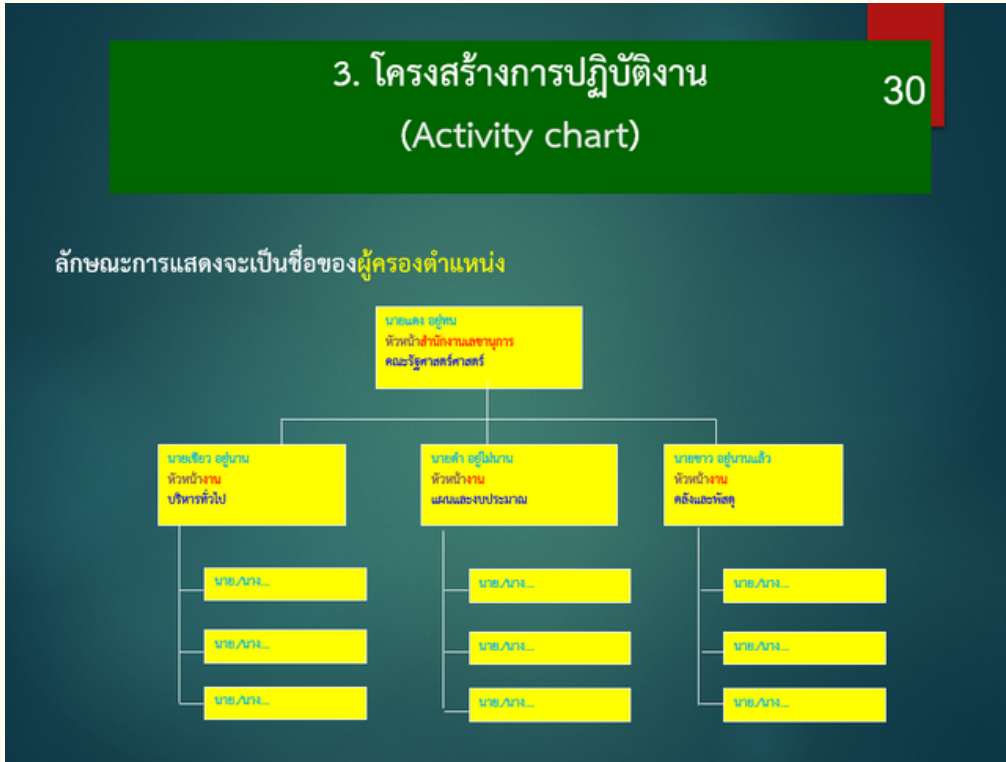 3. โครงสร้างการปฏิบัติงาน
(Activity chart)
30
ลักษณะการแสดงจะเป็นชื่อของผู้ครองตำแหน่ง
นายแดง อยู่ทน
หัวหน้าสำนักงานเลขานุการ
คณะรัฐศาสตร์ศาสตร์
นายเขียว อยู่นาน
หัวหน้างาน
บริหารทั่วไป
นายดำ อยู่ไม่นาน
หัวหน้างาน
แผนและงบประมาณ
นายขาว อยู่นานแล้ว
หัวหน้างาน
คลังและพัสดุ
นาย/นาง...
นาย/นาง...
นาย/นาง...
นาย/นาง...
นาย/นาง...
นาย/นาง...
นาย/นาง...
นาย/นาง...
นาย/นาง...